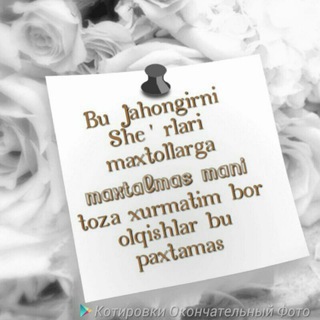 Bu Jahongirni
She' rlari
maxtollarga
maxtalmas mani
toza xurmatim bor
olqishlar bu
paxtamas
Котировки Окончательный Фото